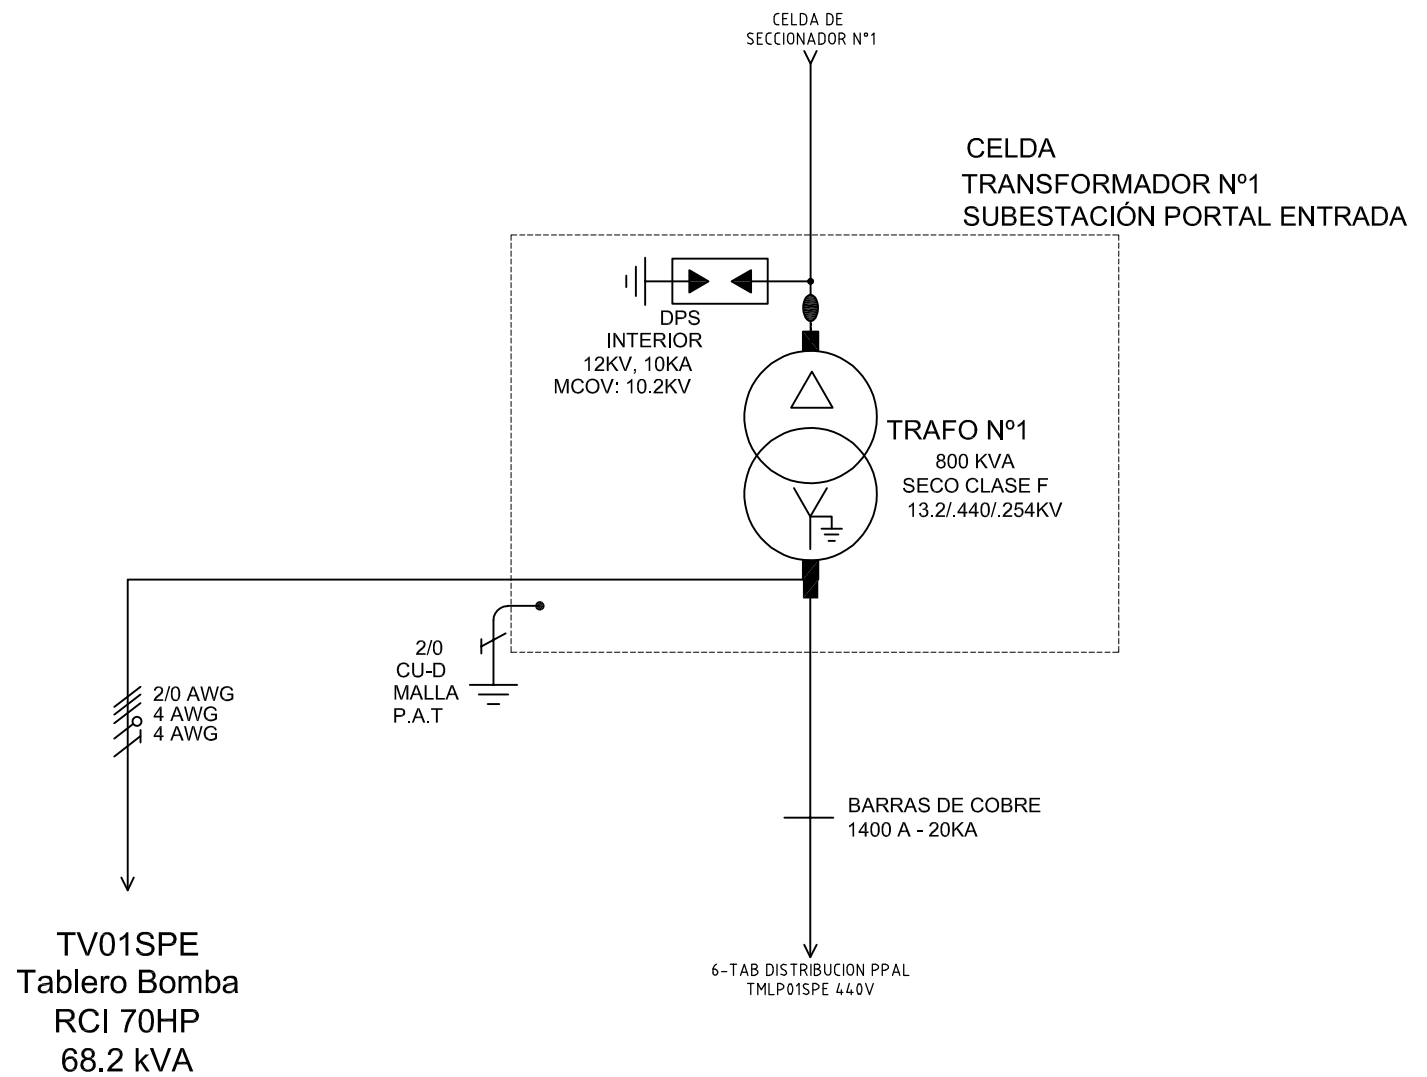 CELDA DE
SECCIONADOR N°1
CELDA
TRANSFORMADOR Nº1
SUBESTACIÓN PORTAL ENTRADA
DPS
INTERIOR
12KV, 10KA
MCOV: 10.2KV
TRAFO Nº1
800 KVA
SECO CLASE F
13.2/.440/.254KV
2/0
CU-D
MALLA
P.A.T
2/0 AWG
4 AWG
4 AWG
BARRAS DE COBRE
1400 A - 20KA
TV01SPE
Tablero Bomba
RCI 70HP
68.2 kVA
6-TAB DISTRIBUCION PPAL
TMLP01SPE 440V